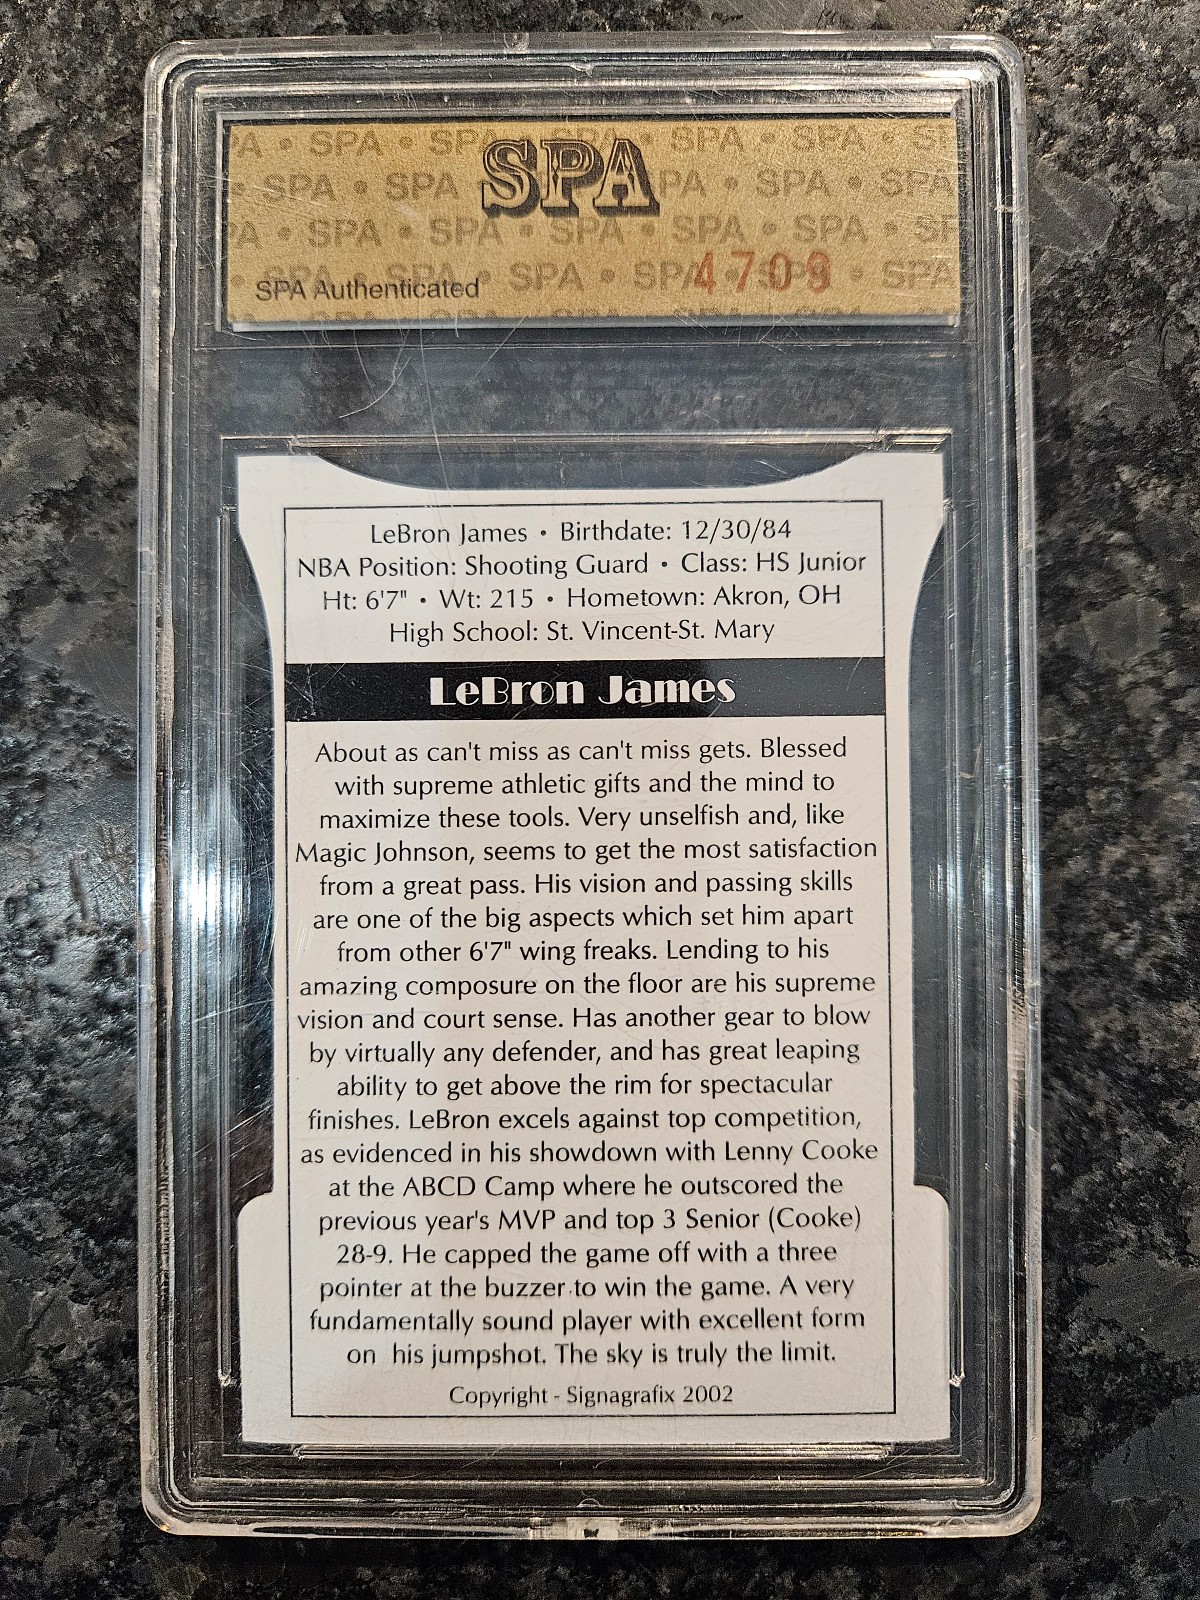 SPA
SPA Authenticated
4709
LeBron James • Birthdate: 12/30/84
NBA Position: Shooting Guard • Class: HS Junior
Ht: 6'7" • Wt: 215 • Hometown: Akron, OH
High School: St. Vincent-St. Mary
LeBron James
About as can't miss as can't miss gets. Blessed
with supreme athletic gifts and the mind to
maximize these tools. Very unselfish and, like
Magic Johnson, seems to get the most satisfaction
from a great pass. His vision and passing skills
are one of the big aspects which set him apart
from other 6'7" wing freaks. Lending to his
amazing composure on the floor are his supreme
vision and court sense. Has another gear to blow
by virtually any defender, and has great leaping
ability to get above the rim for spectacular
finishes. LeBron excels against top competition,
as evidenced in his showdown with Lenny Cooke
at the ABCD Camp where he outscored the
previous year's MVP and top 3 Senior (Cooke)
28-9. He capped the game off with a three
pointer at the buzzer to win the game. A very
fundamentally sound player with excellent form
on his jumpshot. The sky is truly the limit.
Copyright - Signagrafix 2002